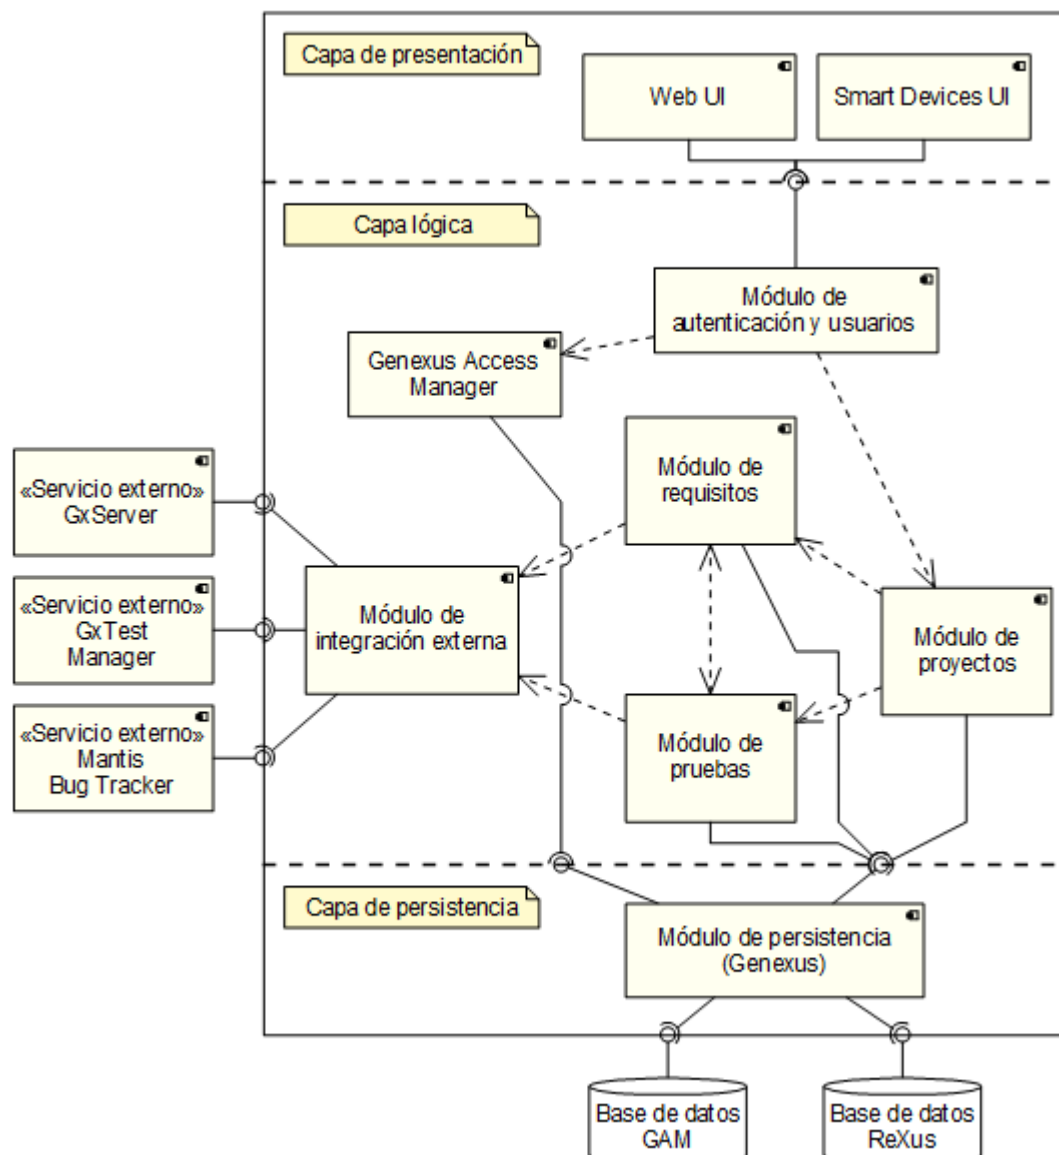 Capa de presentación
Web UI
Smart Devices UI
Capa lógica
Módulo de
autenticación y usuarios
Genexus Access
Manager
Módulo de
requisitos
«Servicio externo»
GxServer
Módulo de
integración externa
«Servicio externo»
GxTest
Manager
Módulo de
proyectos
«Servicio externo»
Mantis
Bug Tracker
Módulo de
pruebas
Capa de persistencia
Módulo de persistencia
(Genexus)
Base de datos
GAM
Base de datos
ReXus